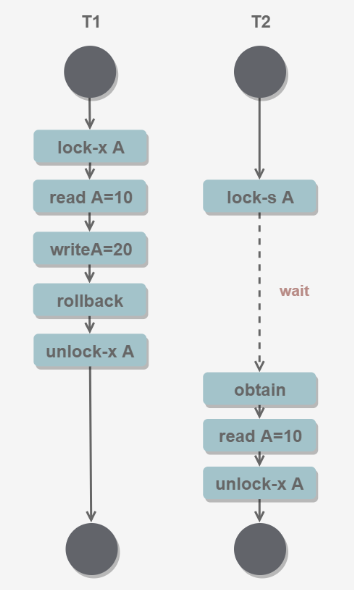 T1
T2
lock-x A
read A=10
lock-s A
writeA=20
wait
rollback
unlock-x A
obtain
read A=10
unlock-x A